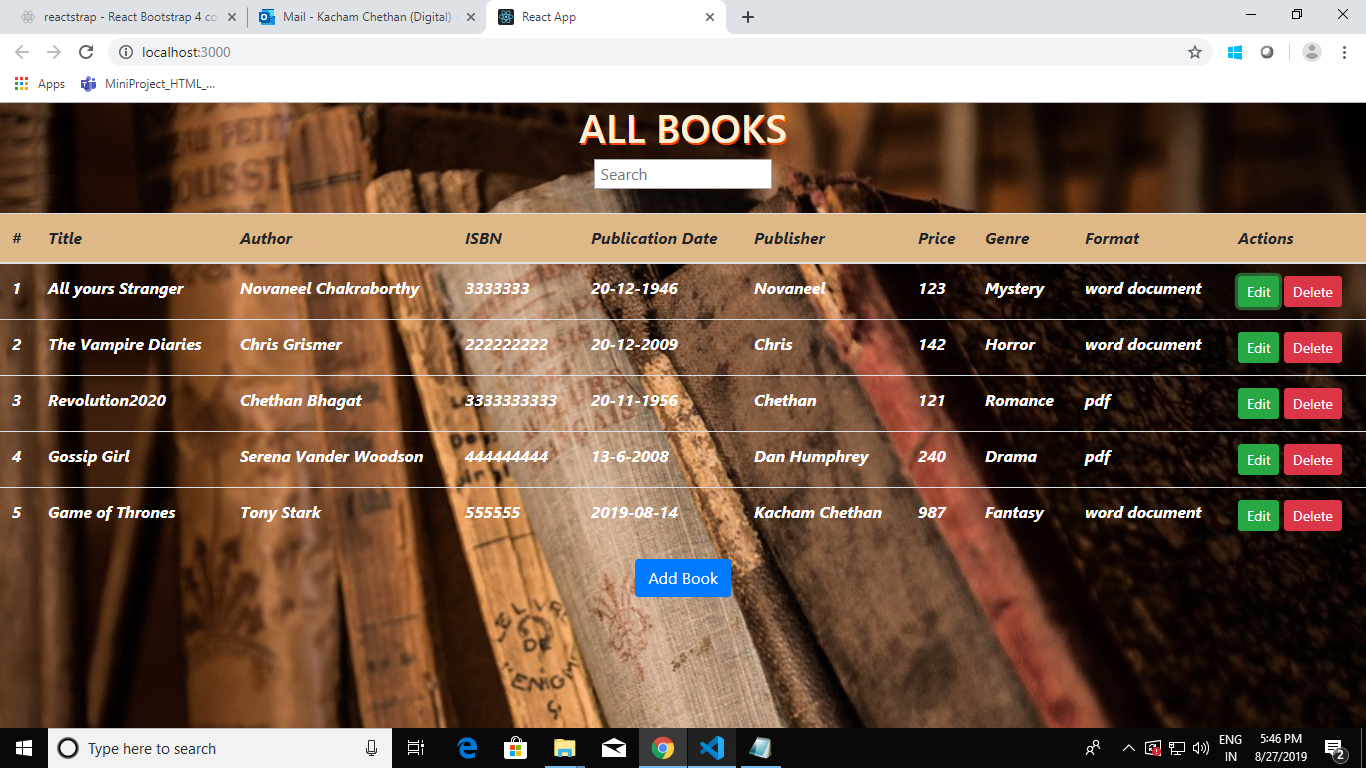 reactstrap - React Bootstrap 4 co
Mail - Kacham Chethan (Digital)
React App
localhost:3000
Apps
MiniProject_HTML_...
ALL BOOKS
Search
# Title Author ISBN Publication Date Publisher Price Genre Format Actions
1 All yours Stranger Novaneel Chakraborthy 3333333 20-12-1946 Novaneel 123 Mystery word document Edit Delete
2 The Vampire Diaries Chris Grismer 222222222 20-12-2009 Chris 142 Horror word document Edit Delete
3 Revolution2020 Chethan Bhagat 3333333333 20-11-1956 Chethan 121 Romance pdf Edit Delete
4 Gossip Girl Serena Vander Woodson 444444444 13-6-2008 Dan Humphrey 240 Drama pdf Edit Delete
5 Game of Thrones Tony Stark 555555 2019-08-14 Kacham Chethan 987 Fantasy word document Edit Delete
Add Book
DR
Type here to search
ENG
IN
5:46 PM
8/27/2019
2